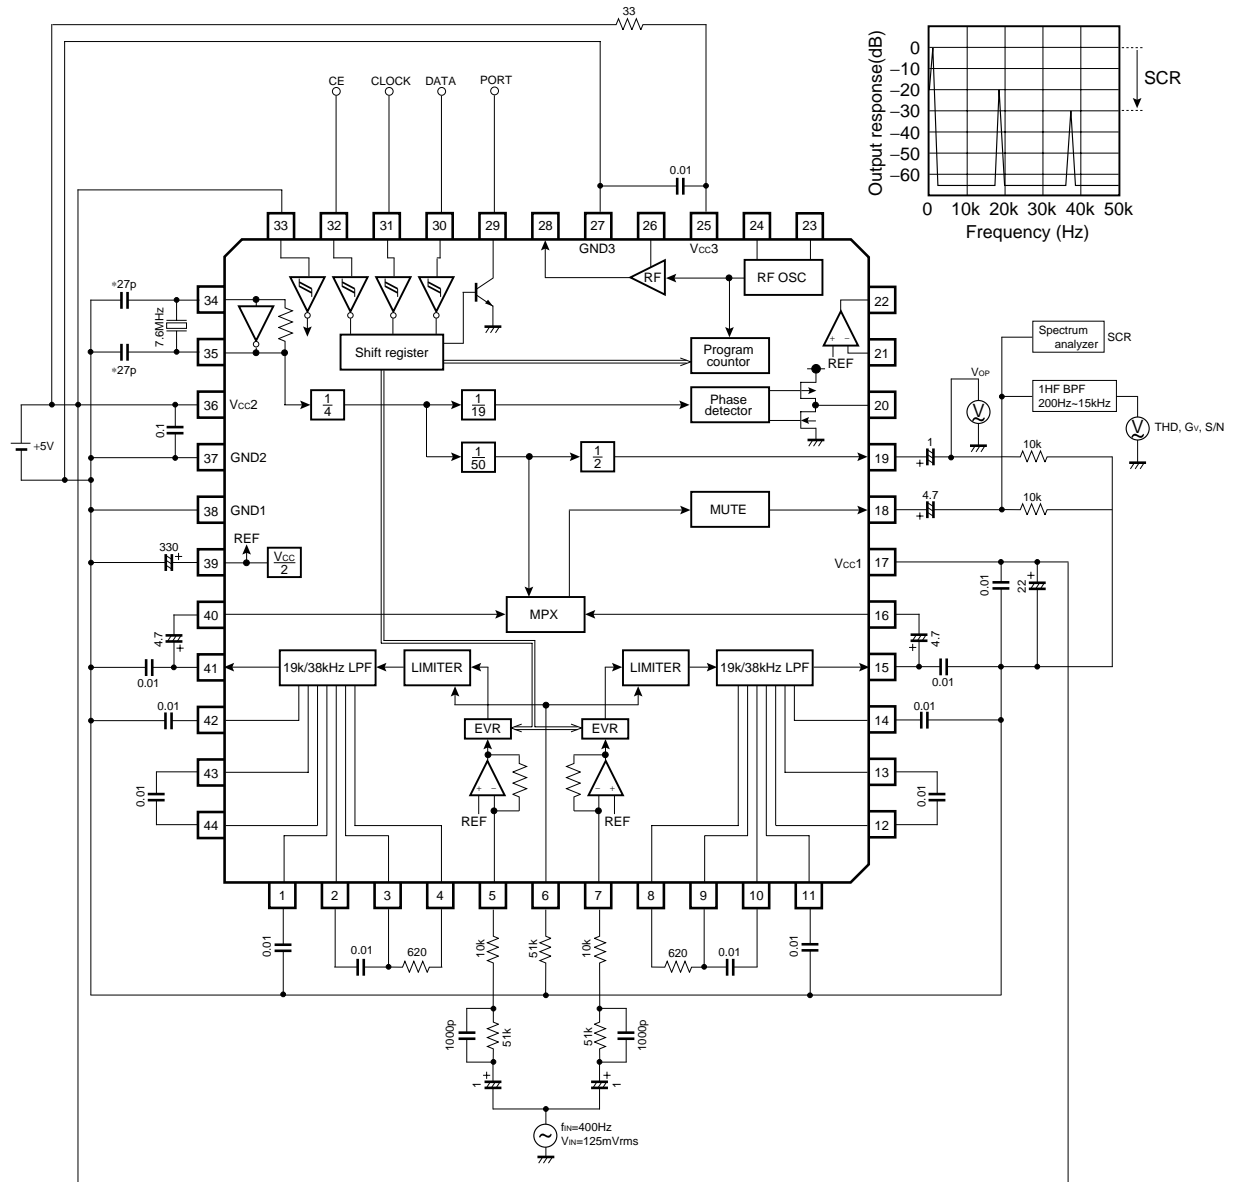 33
Output response(dB)
0
−10
−20
−30
−40
−50
−60
SCR
0 10k 20k 30k 40k 50k
Frequency (Hz)
CE CLOCK DATA PORT
0.01
33 32 31 30 29 28 27 26 25 24 23
GND3 Vcc3
RF RF OSC
*27p
34
7.6MHz
35
*27p
Shift register
Program
countor
22
21
+ −
REF
Spectrum
analyzer
SCR
VOP
V
1HF BPF
200Hz~15kHz
V
THD, GV, S/N
36
Vcc2
1/4
1/19
Phase
detector
20
+5V
0.1
37
GND2
1/50
1/2
19
1
+
10k
38
GND1
MUTE
18
4.7
+
10k
330
+
39
REF
Vcc/2
Vcc1
17
0.01
22
+
40
MPX
16
4.7
+
4.7
+
41
0.01
19k/38kHz LPF
LIMITER
LIMITER
19k/38kHz LPF
15
0.01
0.01
42
EVR
EVR
14
0.01
43
0.01
44
+ −
REF
− +
REF
13
0.01
12
1 2 3 4 5 6 7 8 9 10 11
0.01
0.01
620
10k
51k
10k
620
0.01
0.01
1000p
51k
51k
1000p
1
+
+
1
fIN=400Hz
VIN=125mVrms